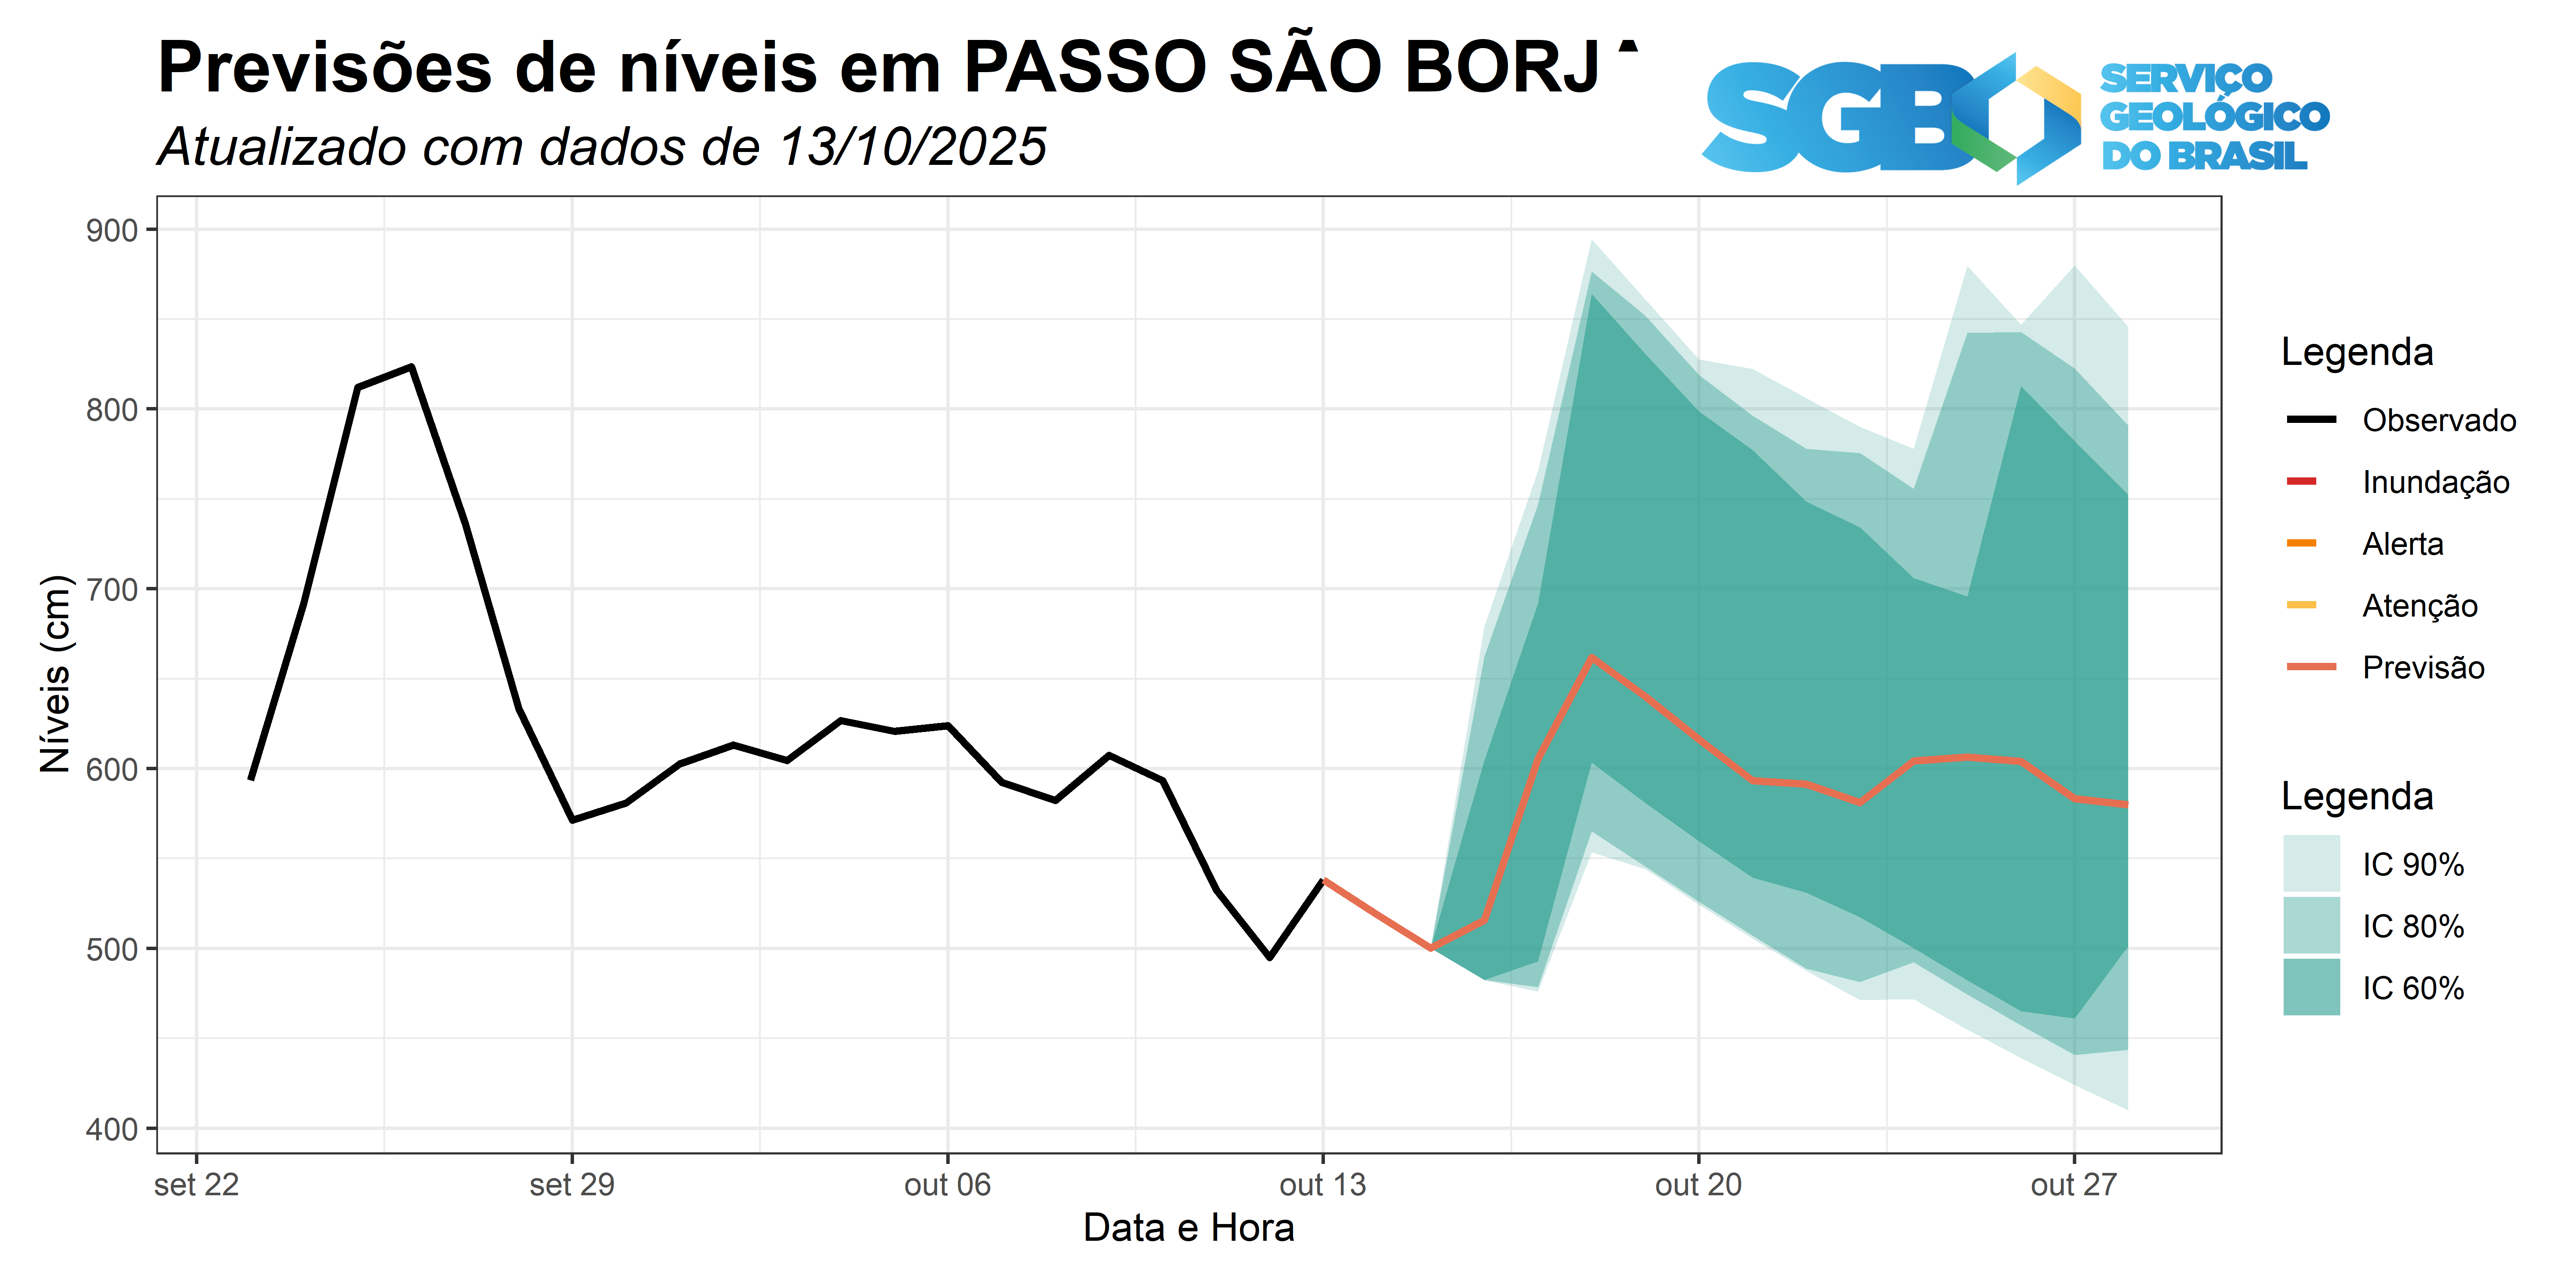 Previsões de níveis em PASSO SÃO BORJ
Atualizado com dados de 13/10/2025
SGB
SERVIÇO
GEOLÓGICO
DO BRASIL
900
800
700
600
500
400
Níveis (cm)
set 22
set 29
out 06
out 13
out 20
out 27
Data e Hora
Legenda
Observado
Inundação
Alerta
Atenção
Previsão
Legenda
IC 90%
IC 80%
IC 60%